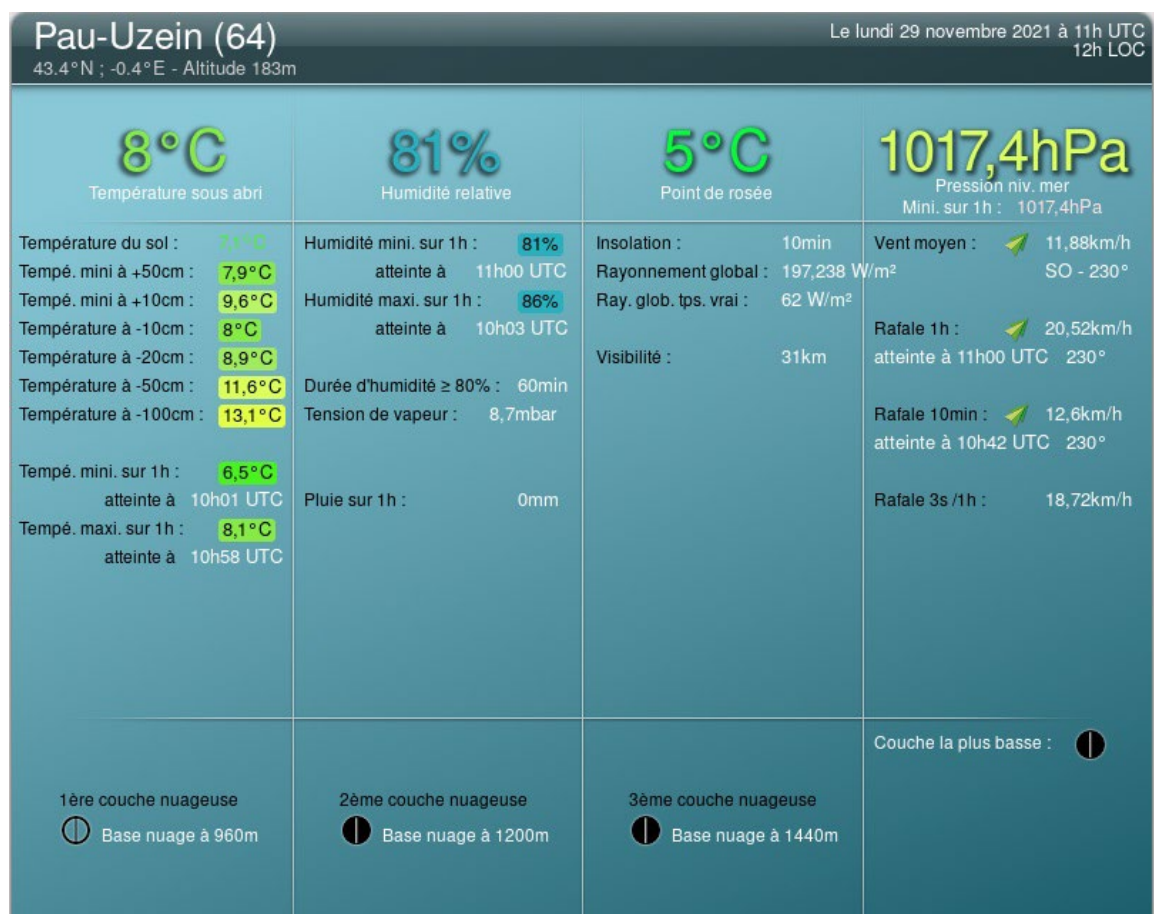 Pau-Uzein (64)
43.4°N ; -0.4°E - Altitude 183m
Le lundi 29 novembre 2021 à 11h UTC
12h LOC
8°C
Température sous abri
81%
Humidité relative
5°C
Point de rosée
1017,4hPa
Pression niv. mer
Mini. sur 1h : 1017,4hPa
Température du sol : 7,1°C
Tempé. mini à +50cm : 7,9°C
Tempé. mini à +10cm : 9,6°C
Température à -10cm : 8°C
Température à -20cm : 8,9°C
Température à -50cm : 11,6°C
Température à -100cm : 13,1°C
Tempé. mini. sur 1h : 6,5°C
atteinte à 10h01 UTC
Tempé. maxi. sur 1h : 8,1°C
atteinte à 10h58 UTC
Humidité mini. sur 1h : 81%
atteinte à 11h00 UTC
Humidité maxi. sur 1h : 86%
atteinte à 10h03 UTC
Durée d'humidité ≥ 80% : 60min
Tension de vapeur : 8,7mbar
Pluie sur 1h : 0mm
Insolation : 10min
Rayonnement global : 197,238 W/m²
Ray. glob. tps. vrai : 62 W/m²
Visibilité : 31km
Vent moyen : 11,88km/h
SO - 230°
Rafale 1h : 20,52km/h
atteinte à 11h00 UTC 230°
Rafale 10min : 12,6km/h
atteinte à 10h42 UTC 230°
Rafale 3s /1h : 18,72km/h
1ère couche nuageuse
Base nuage à 960m
2ème couche nuageuse
Base nuage à 1200m
3ème couche nuageuse
Base nuage à 1440m
Couche la plus basse :